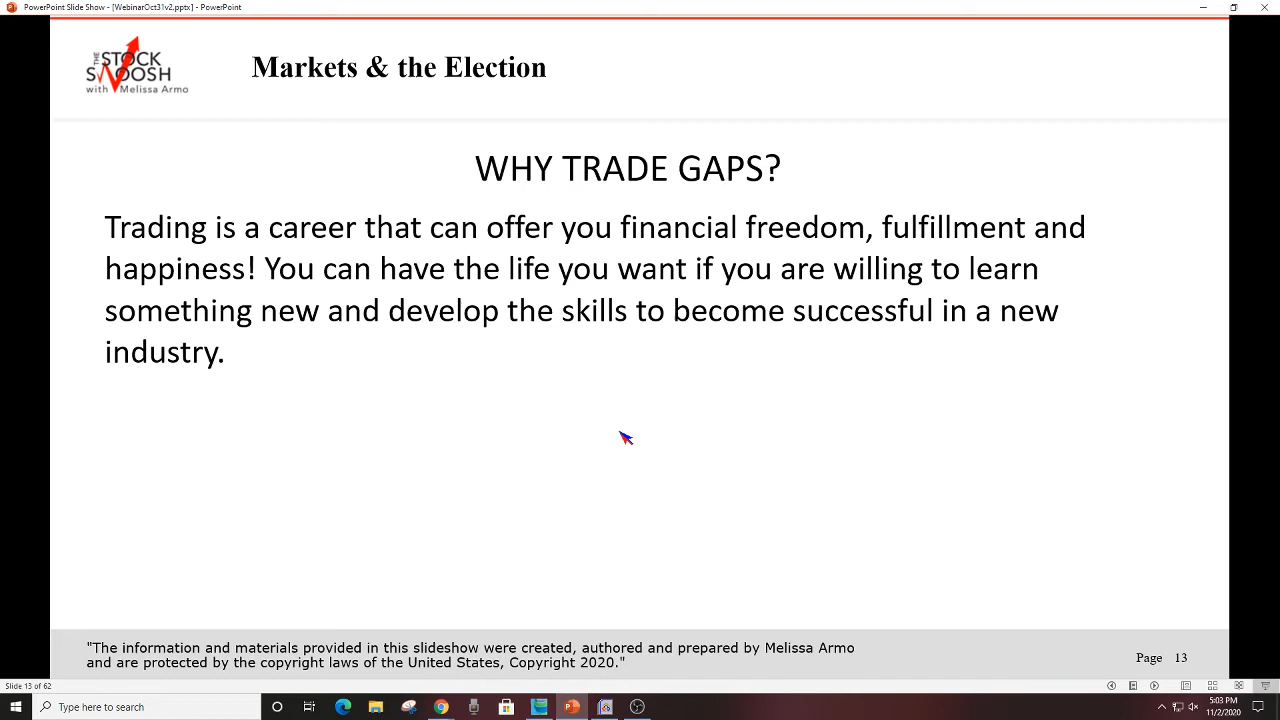 PowerPoint Slide Show - [WebinarOct31v2.pptx] - PowerPoint
THE STOCK
SWOOSH
with Melissa Armo
Markets & the Election
WHY TRADE GAPS?
Trading is a career that can offer you financial freedom, fulfillment and
happiness! You can have the life you want if you are willing to learn
something new and develop the skills to become successful in a new
industry.
"The information and materials provided in this slideshow were created, authored and prepared by Melissa Armo
and are protected by the copyright laws of the United States, Copyright 2020."
Page 13
Slide 13 of 62
Type here to search
5:03 PM
11/2/2020